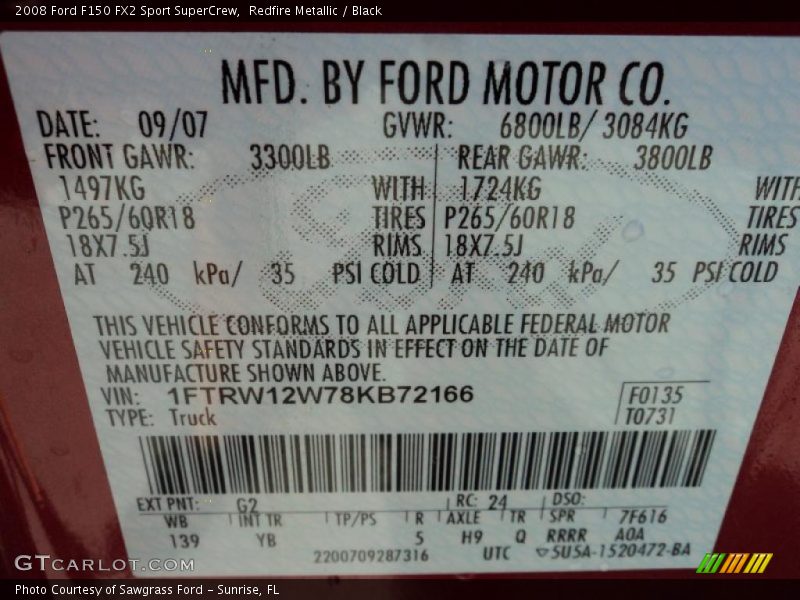 2008 Ford F150 FX2 Sport SuperCrew,  Redfire Metallic / Black
MFD. BY FORD MOTOR CO.
DATE: 09/07 GVWR: 6800LB/ 3084KG
FRONT GAWR: 3300LB REAR GAWR: 3800LB
1497KG WITH 1724KG WITH
P265/60R18 TIRES P265/60R18 TIRES
18X7.5J RIMS 18X7.5J RIMS
AT 240 kPa/ 35 PSI COLD AT 240 kPa/ 35 PSI COLD
THIS VEHICLE CONFORMS TO ALL APPLICABLE FEDERAL MOTOR
VEHICLE SAFETY STANDARDS IN EFFECT ON THE DATE OF
MANUFACTURE SHOWN ABOVE.
VIN: 1FTRW12W78KB72166 F0135
TYPE: Truck T0731
EXT PNT: G2 RC: 24 DSO:
WB INT TR TP/PS R AXLE TR SPR 7F616
139 YB 5 H9 Q RRRR AOA
2200709287316 UTC 5U5A-1520472-BA
GTCARLOT.COM
Photo Courtesy of Sawgrass Ford - Sunrise, FL